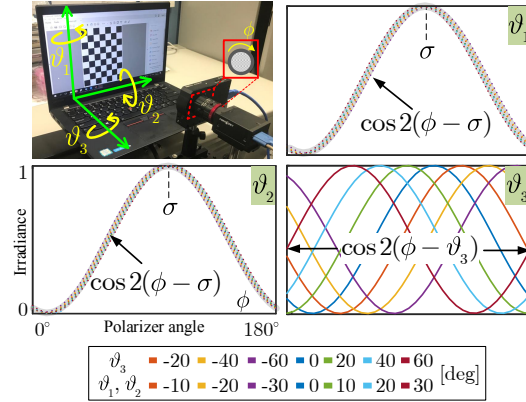 ϑ₁
ϕ
ϑ₂
ϑ₃
ϑ₁
σ
cos 2(ϕ − σ)
ϑ₂
1
σ
cos 2(ϕ − σ)
Irradiance
0
ϕ
0° Polarizer angle 180°
ϑ₃
cos 2(ϕ − ϑ₃)
ϑ₃ -20 -40 -60 0 20 40 60 [deg]
ϑ₁, ϑ₂ -10 -20 -30 0 10 20 30